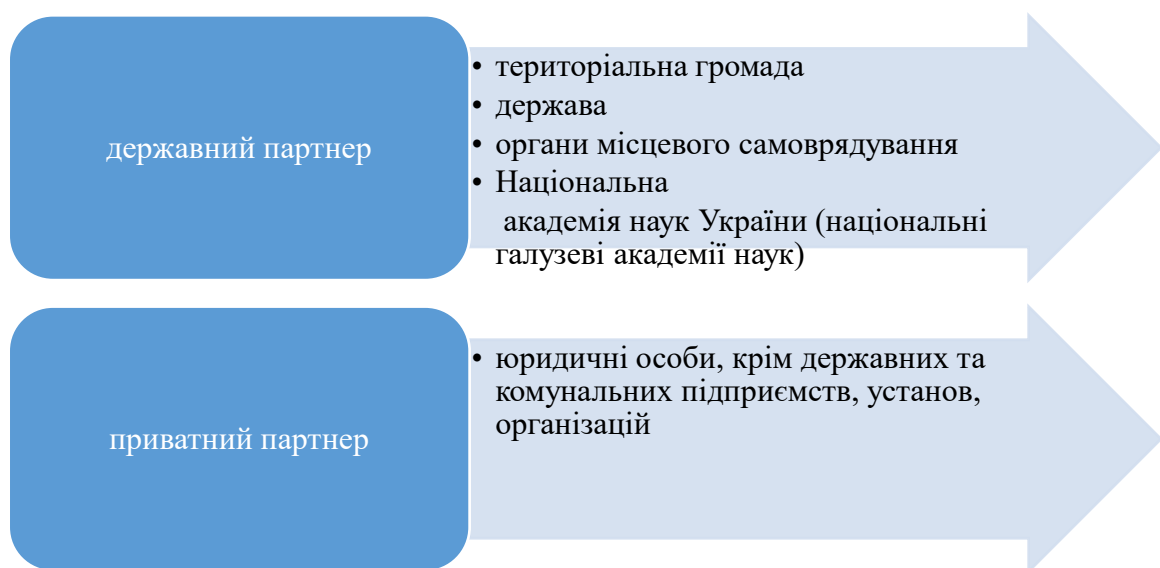 державний партнер
• територіальна громада
• держава
• органи місцевого самоврядування
• Національна
академія наук України (національні
галузеві академії наук)
приватний партнер
• юридичні особи, крім державних та
комунальних підприємств, установ,
організацій